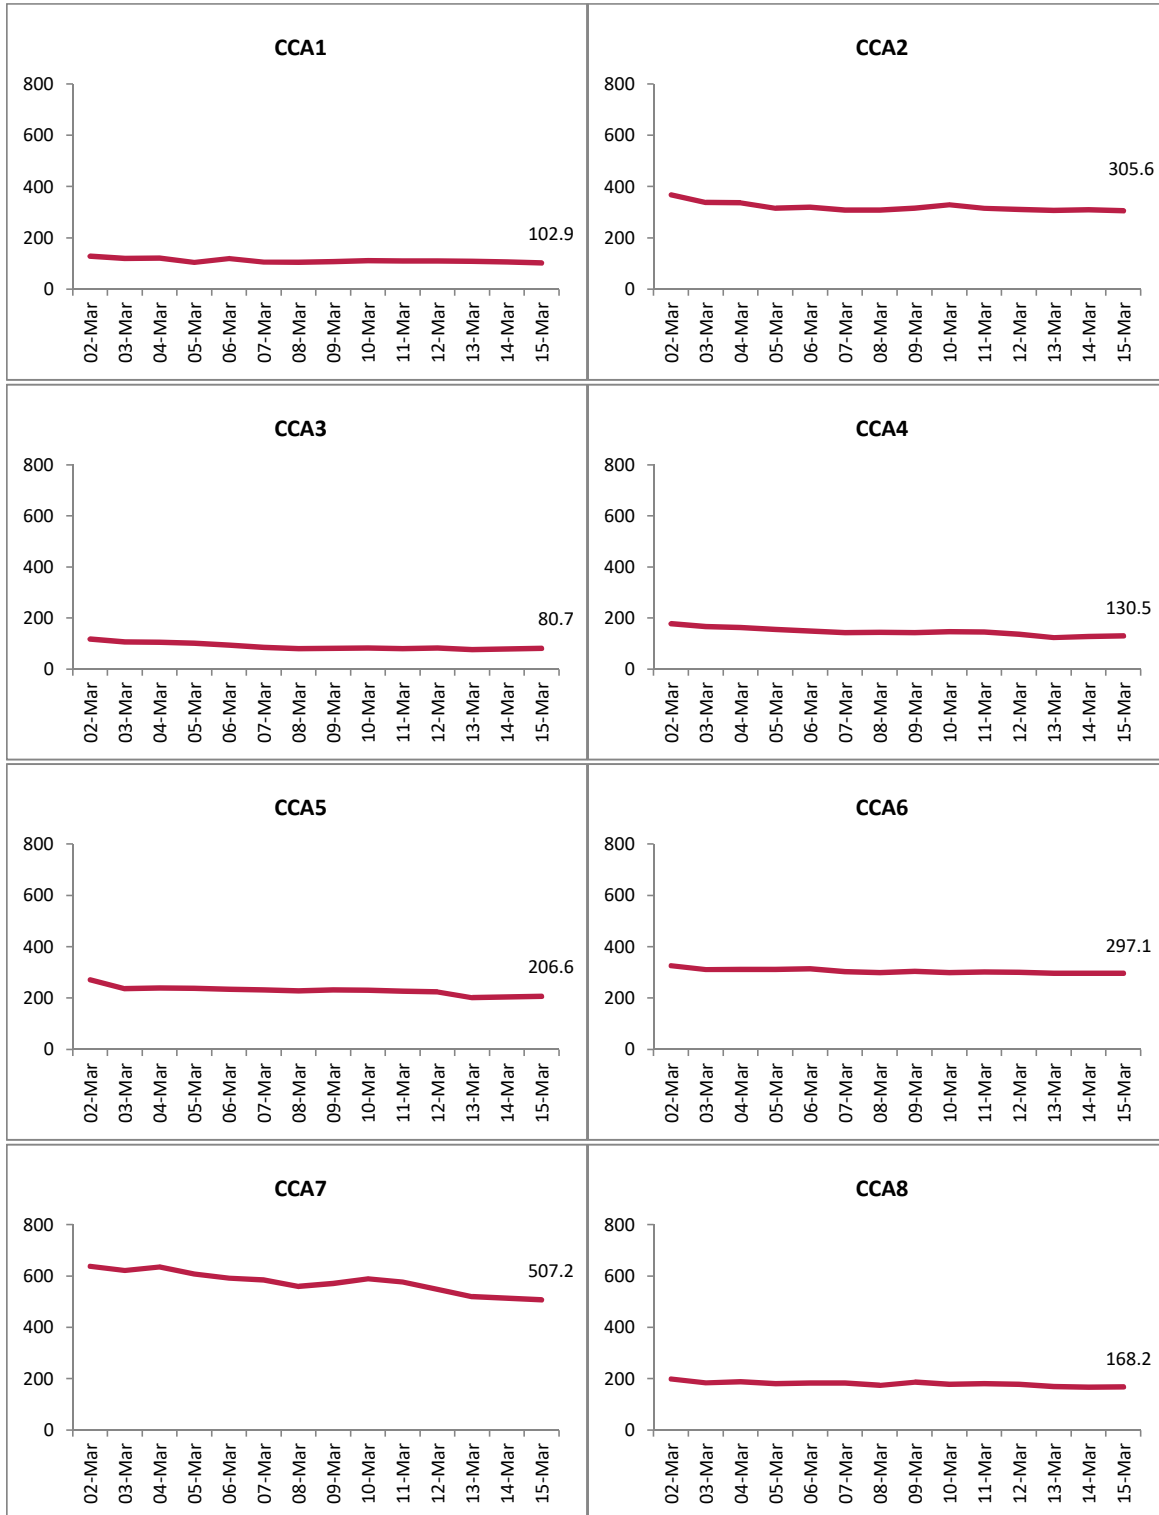 CCA1
800
600
400
200
0
102.9
02-Mar
03-Mar
04-Mar
05-Mar
06-Mar
07-Mar
08-Mar
09-Mar
10-Mar
11-Mar
12-Mar
13-Mar
14-Mar
15-Mar
CCA2
800
600
400
200
0
305.6
02-Mar
03-Mar
04-Mar
05-Mar
06-Mar
07-Mar
08-Mar
09-Mar
10-Mar
11-Mar
12-Mar
13-Mar
14-Mar
15-Mar
CCA3
800
600
400
200
0
80.7
02-Mar
03-Mar
04-Mar
05-Mar
06-Mar
07-Mar
08-Mar
09-Mar
10-Mar
11-Mar
12-Mar
13-Mar
14-Mar
15-Mar
CCA4
800
600
400
200
0
130.5
02-Mar
03-Mar
04-Mar
05-Mar
06-Mar
07-Mar
08-Mar
09-Mar
10-Mar
11-Mar
12-Mar
13-Mar
14-Mar
15-Mar
CCA5
800
600
400
200
0
206.6
02-Mar
03-Mar
04-Mar
05-Mar
06-Mar
07-Mar
08-Mar
09-Mar
10-Mar
11-Mar
12-Mar
13-Mar
14-Mar
15-Mar
CCA6
800
600
400
200
0
297.1
02-Mar
03-Mar
04-Mar
05-Mar
06-Mar
07-Mar
08-Mar
09-Mar
10-Mar
11-Mar
12-Mar
13-Mar
14-Mar
15-Mar
CCA7
800
600
400
200
0
507.2
02-Mar
03-Mar
04-Mar
05-Mar
06-Mar
07-Mar
08-Mar
09-Mar
10-Mar
11-Mar
12-Mar
13-Mar
14-Mar
15-Mar
CCA8
800
600
400
200
0
168.2
02-Mar
03-Mar
04-Mar
05-Mar
06-Mar
07-Mar
08-Mar
09-Mar
10-Mar
11-Mar
12-Mar
13-Mar
14-Mar
15-Mar